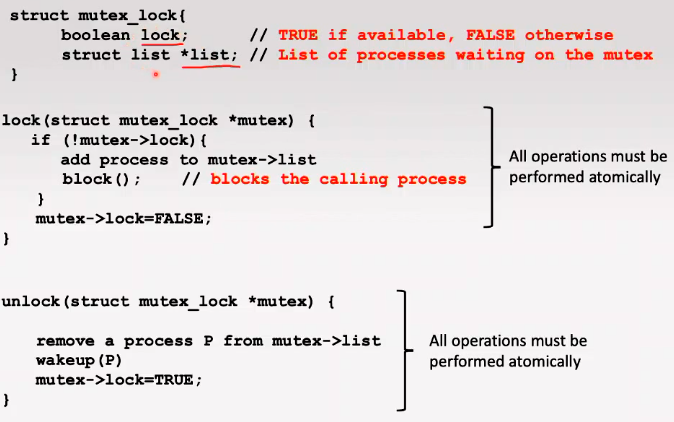 struct mutex_lock{
boolean lock; // TRUE if available, FALSE otherwise
struct list *list; // List of processes waiting on the mutex
}
lock(struct mutex_lock *mutex) {
if (!mutex->lock){
add process to mutex->list
block(); // blocks the calling process
}
mutex->lock=FALSE;
}
All operations must be
performed atomically
unlock(struct mutex_lock *mutex) {
remove a process P from mutex->list
wakeup(P)
mutex->lock=TRUE;
}
All operations must be
performed atomically